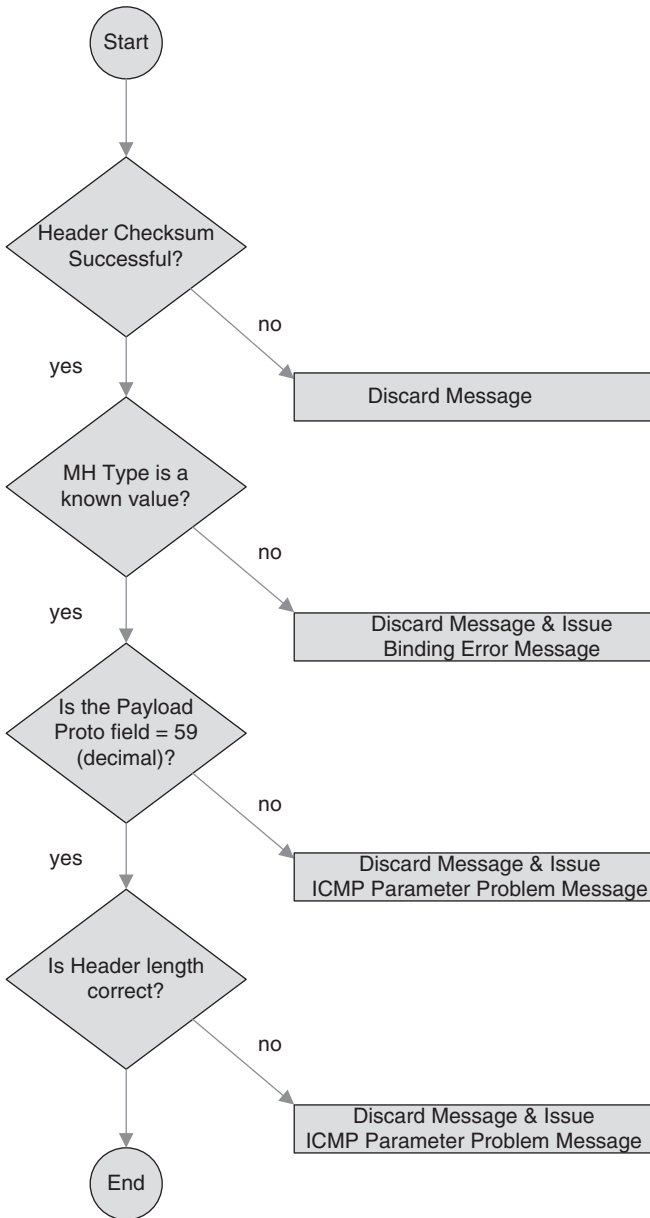 Start
Header Checksum
Successful?
no
yes
Discard Message
MH Type is a
known value?
no
yes
Discard Message & Issue
Binding Error Message
Is the Payload
Proto field = 59
(decimal)?
no
yes
Discard Message & Issue
ICMP Parameter Problem Message
Is Header length
correct?
no
Discard Message & Issue
ICMP Parameter Problem Message
End